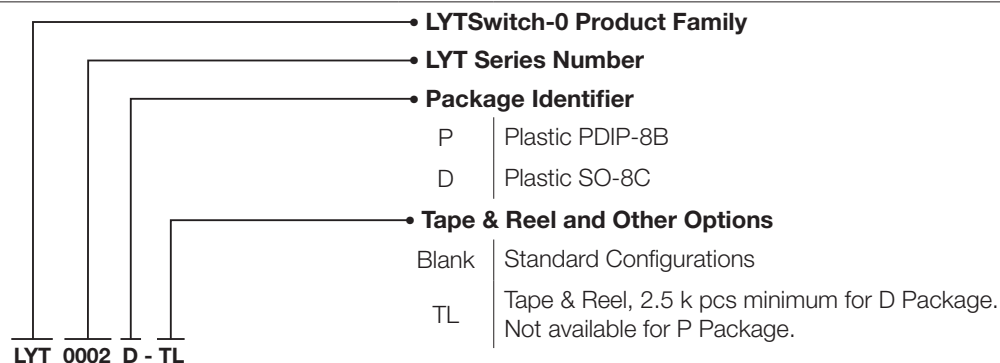 • LYTSwitch-0 Product Family
• LYT Series Number
• Package Identifier
P Plastic PDIP-8B
D Plastic SO-8C
• Tape & Reel and Other Options
Blank Standard Configurations
TL Tape & Reel, 2.5 k pcs minimum for D Package.
Not available for P Package.
LYT 0002 D - TL